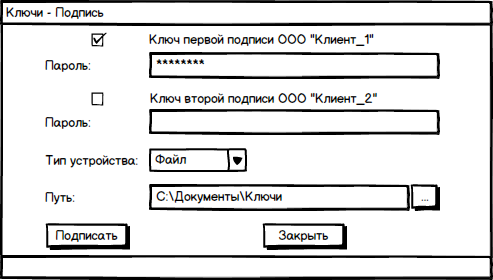 Ключи - Подпись
Ключ первой подписи ООО "Клиент_1"
Пароль: ********
Ключ второй подписи ООО "Клиент_2"
Пароль:
Тип устройства: Файл
Путь: C:\Документы\Ключи ...
Подписать Закрыть